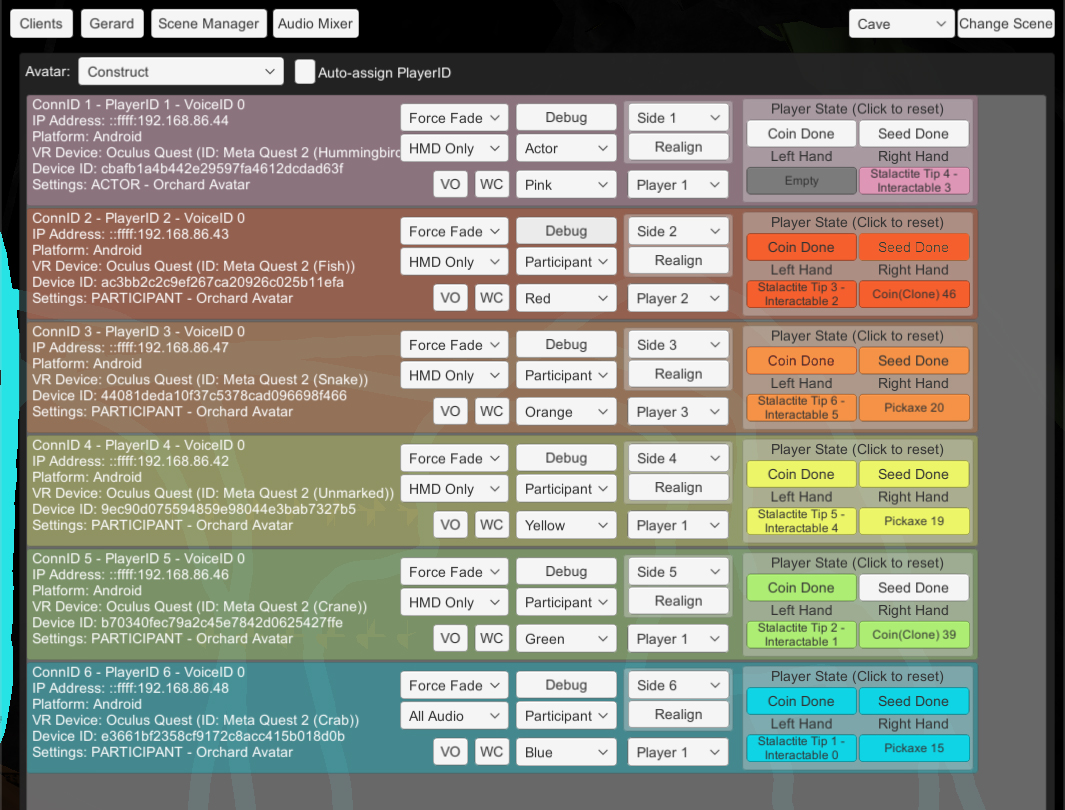 Clients Gerard Scene Manager Audio Mixer Cave Change Scene
Avatar: Construct Auto-assign PlayerID
ConnID 1 - PlayerID 1 - VoiceID 0
IP Address: ::ffff:192.168.86.44
Platform: Android
VR Device: Oculus Quest (ID: Meta Quest 2 (Hummingbird
Device ID: cbafb1a4b442e29597fa4612dcdad63f
Settings: ACTOR - Orchard Avatar
Force Fade Debug Side 1
HMD Only Actor Realign
VO WC Pink Player 1
Player State (Click to reset)
Coin Done Seed Done
Left Hand Right Hand
Empty Stalactite Tip 4 -
Interactable 3
ConnID 2 - PlayerID 2 - VoiceID 0
IP Address: ::ffff:192.168.86.43
Platform: Android
VR Device: Oculus Quest (ID: Meta Quest 2 (Fish))
Device ID: ac3bb2c2c9ef267ca20926c025b11efa
Settings: PARTICIPANT - Orchard Avatar
Force Fade Debug Side 2
HMD Only Participant Realign
VO WC Red Player 2
Player State (Click to reset)
Coin Done Seed Done
Left Hand Right Hand
Stalactite Tip 3 -
Interactable 2
Coin(Clone) 46
ConnID 3 - PlayerID 3 - VoiceID 0
IP Address: ::ffff:192.168.86.47
Platform: Android
VR Device: Oculus Quest (ID: Meta Quest 2 (Snake))
Device ID: 44081deda10f37c5378cad096698f466
Settings: PARTICIPANT - Orchard Avatar
Force Fade Debug Side 3
HMD Only Participant Realign
VO WC Orange Player 3
Player State (Click to reset)
Coin Done Seed Done
Left Hand Right Hand
Stalactite Tip 6 -
Interactable 5
Pickaxe 20
ConnID 4 - PlayerID 4 - VoiceID 0
IP Address: ::ffff:192.168.86.42
Platform: Android
VR Device: Oculus Quest (ID: Meta Quest 2 (Unmarked))
Device ID: 9ec90d075594859e98044e3bab7327b5
Settings: PARTICIPANT - Orchard Avatar
Force Fade Debug Side 4
HMD Only Participant Realign
VO WC Yellow Player 1
Player State (Click to reset)
Coin Done Seed Done
Left Hand Right Hand
Stalactite Tip 5 -
Interactable 4
Pickaxe 19
ConnID 5 - PlayerID 5 - VoiceID 0
IP Address: ::ffff:192.168.86.46
Platform: Android
VR Device: Oculus Quest (ID: Meta Quest 2 (Crane))
Device ID: b70340fec79a2c45e7842d0625427ffe
Settings: PARTICIPANT - Orchard Avatar
Force Fade Debug Side 5
HMD Only Participant Realign
VO WC Green Player 1
Player State (Click to reset)
Coin Done Seed Done
Left Hand Right Hand
Stalactite Tip 2 -
Interactable 1
Coin(Clone) 39
ConnID 6 - PlayerID 6 - VoiceID 0
IP Address: ::ffff:192.168.86.48
Platform: Android
VR Device: Oculus Quest (ID: Meta Quest 2 (Crab))
Device ID: e3661bf2358cf9172c8acc415b018d0b
Settings: PARTICIPANT - Orchard Avatar
Force Fade Debug Side 6
All Audio Participant Realign
VO WC Blue Player 1
Player State (Click to reset)
Coin Done Seed Done
Left Hand Right Hand
Stalactite Tip 1 -
Interactable 0
Pickaxe 15